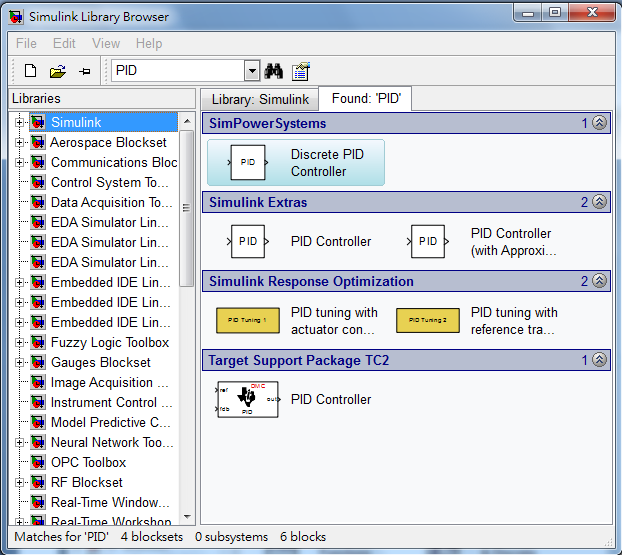 Simulink Library Browser
File Edit View Help
PID
Libraries
Library: Simulink
Found: 'PID'
Simulink
Aerospace Blockset
Communications Bloc
Control System To...
Data Acquisition To...
EDA Simulator Lin...
EDA Simulator Lin...
EDA Simulator Lin...
Embedded IDE Lin...
Embedded IDE Lin...
Embedded IDE Lin...
Fuzzy Logic Toolbox
Gauges Blockset
Image Acquisition ...
Instrument Control ...
Model Predictive C...
Neural Network Too...
OPC Toolbox
RF Blockset
Real-Time Window...
Real-Time Workshop
SimPowerSystems 1
PID
Discrete PID
Controller
Simulink Extras 2
PID
PID Controller
PID
PID Controller
(with Approxi...
Simulink Response Optimization 2
PID Tuning 1
PID tuning with
actuator con...
PID Tuning 2
PID tuning with
reference tra...
Target Support Package TC2 1
ref
DMC
out
fdb
PID
PID Controller
Matches for 'PID' 4 blocksets 0 subsystems 6 blocks